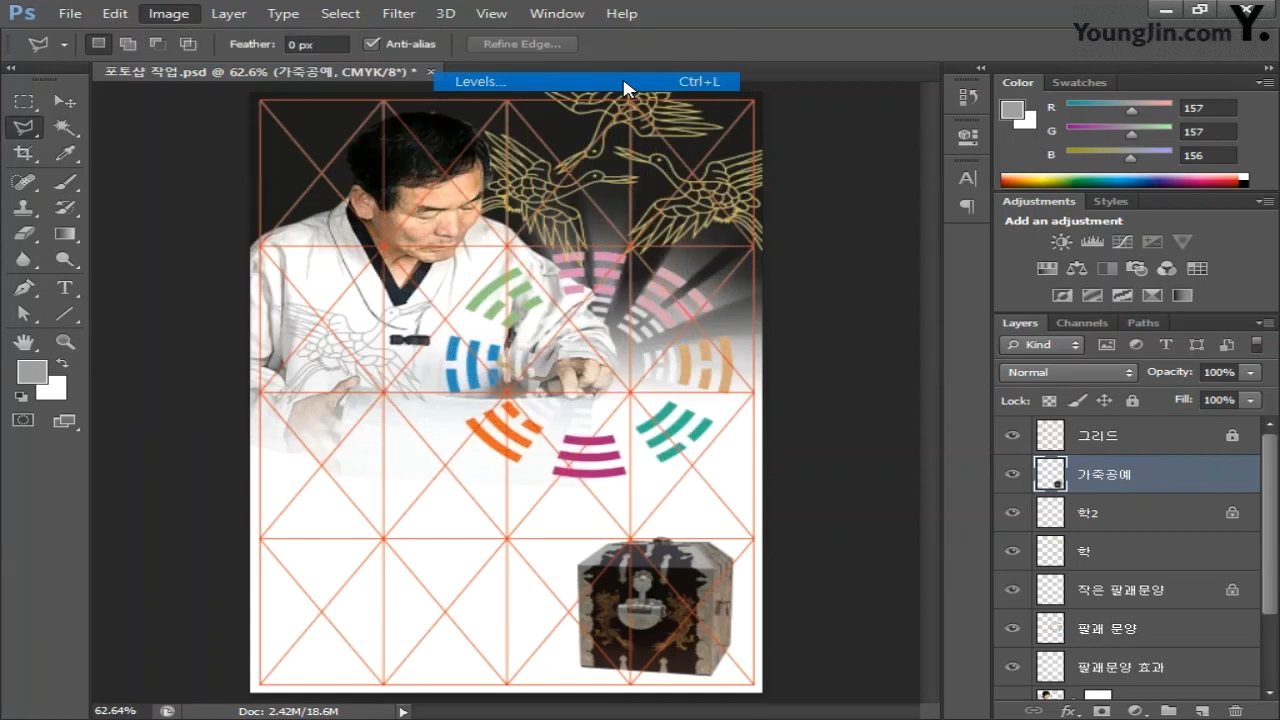 Ps File Edit Image Layer Type Select Filter 3D View Window Help
Feather: 0 px Anti-alias Refine Edge...
YoungJin.com Y.
포토샵 작업.psd @ 62.6% (가죽공예, CMYK/8*) * ×
Levels... Ctrl+L
Color Swatches
R 157
G 157
B 156
Adjustments Styles
Add an adjustment
Layers Channels Paths
Kind
Normal Opacity: 100%
Lock: Fill: 100%
그리드
가죽공예
학2
학
작은 팔괘문양
팔괘 문양
팔괘문양 효과
62.64% Doc: 2.42M/18.6M